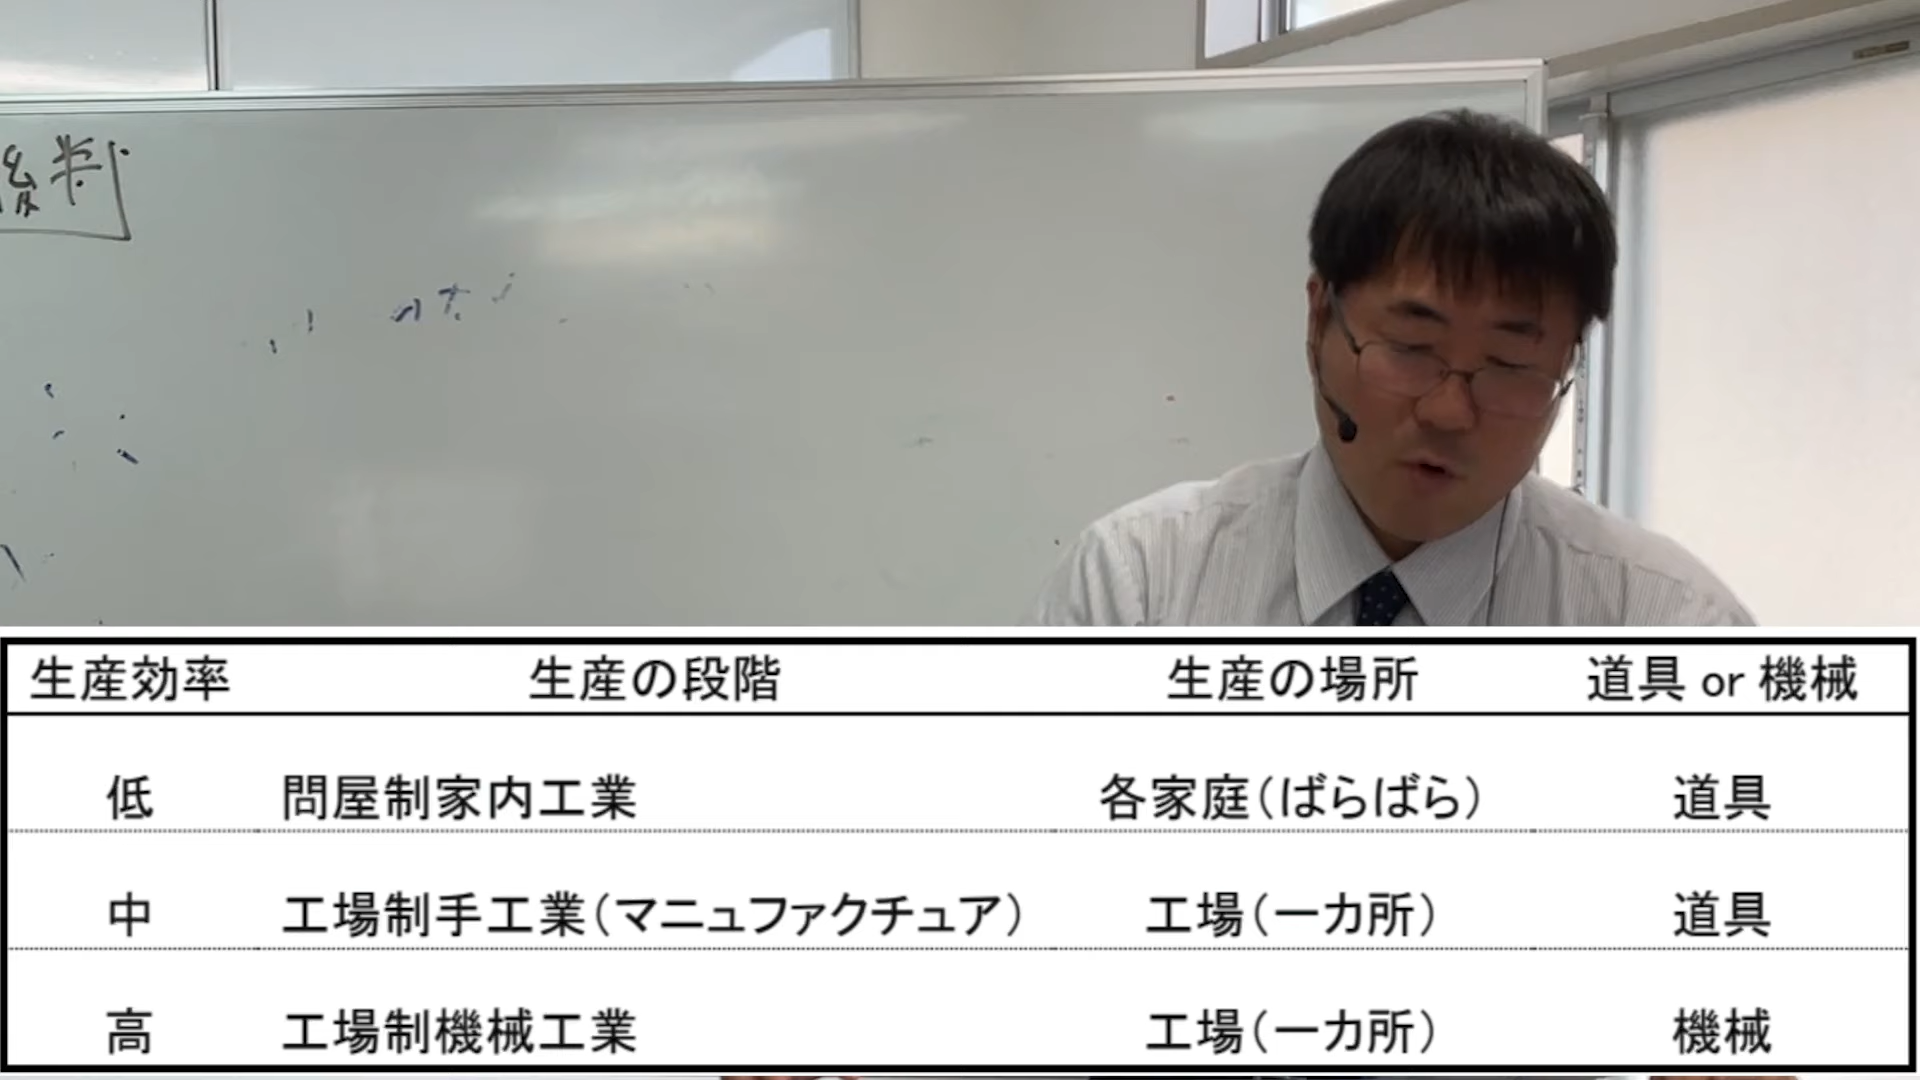 後半
生産効率 生産の段階 生産の場所 道具 or 機械
低 問屋制家内工業 各家庭（ばらばら） 道具
中 工場制手工業（マニュファクチュア） 工場（一カ所） 道具
高 工場制機械工業 工場（一カ所） 機械